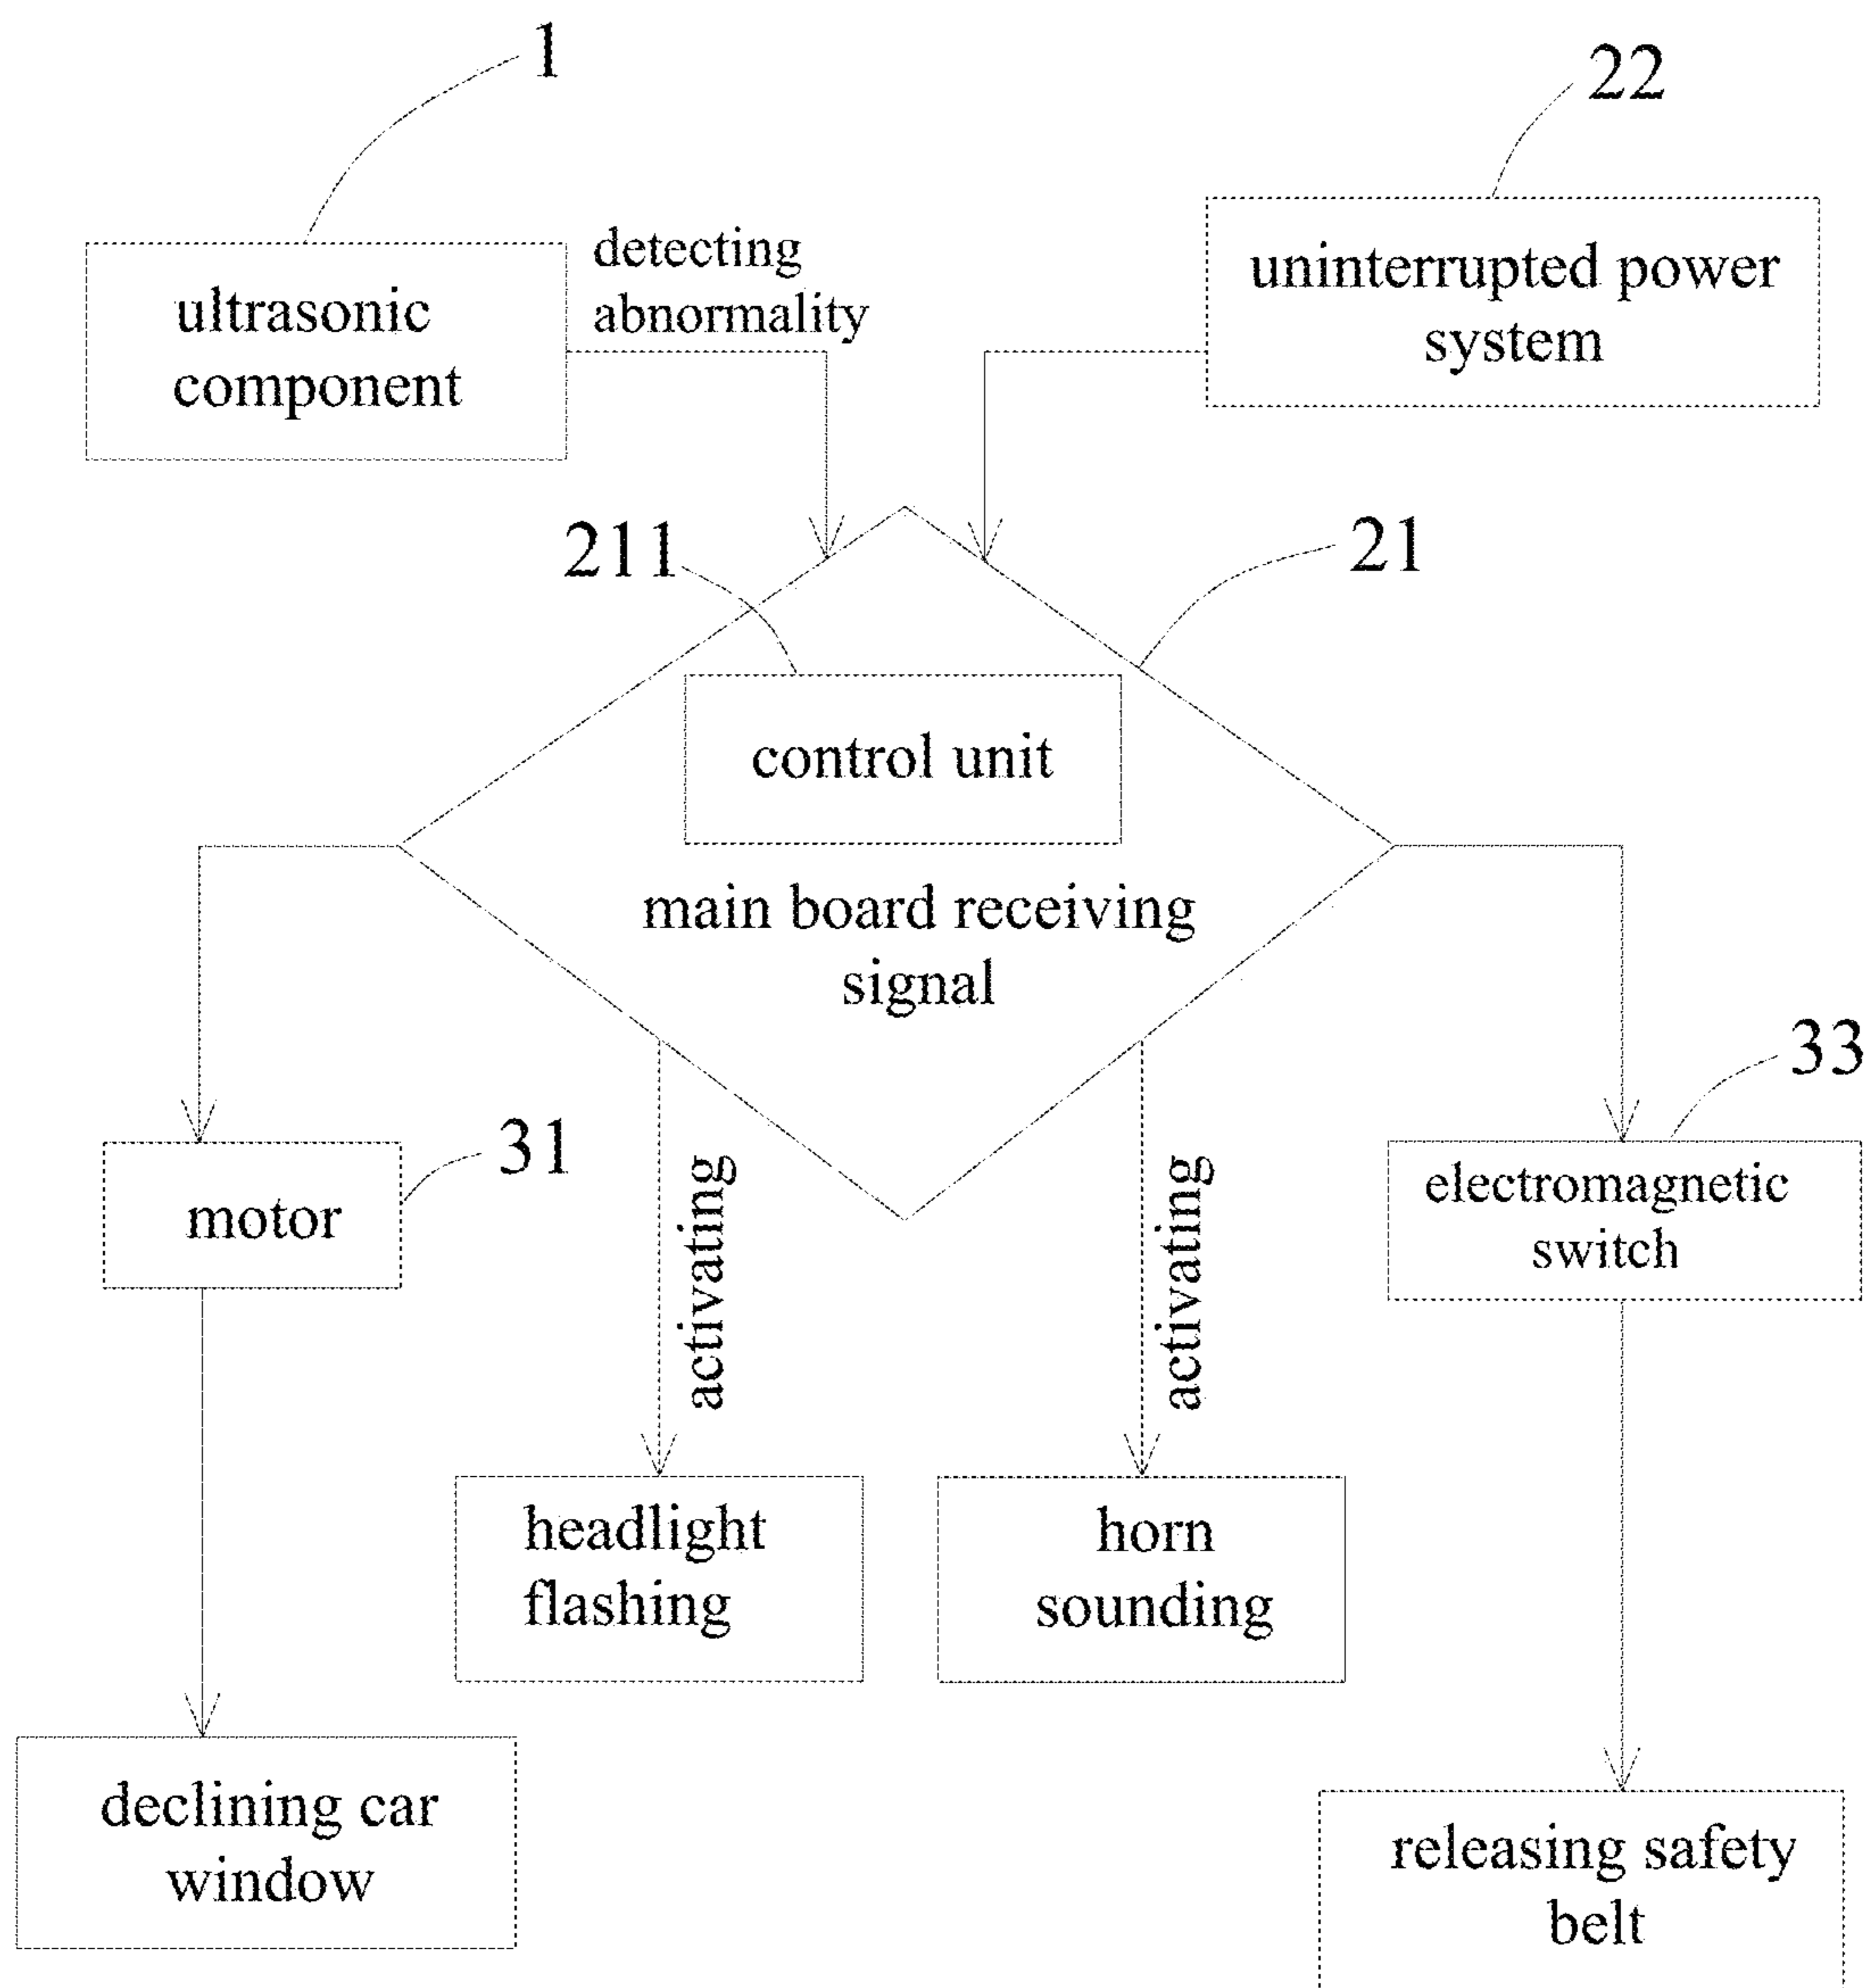 1
22
detecting
abnormality
ultrasonic
component
uninterrupted power
system
211
21
control unit
main board receiving
signal
33
31
motor
activating
activating
electromagnetic
switch
headlight
flashing
horn
sounding
declining car
window
releasing safety
belt